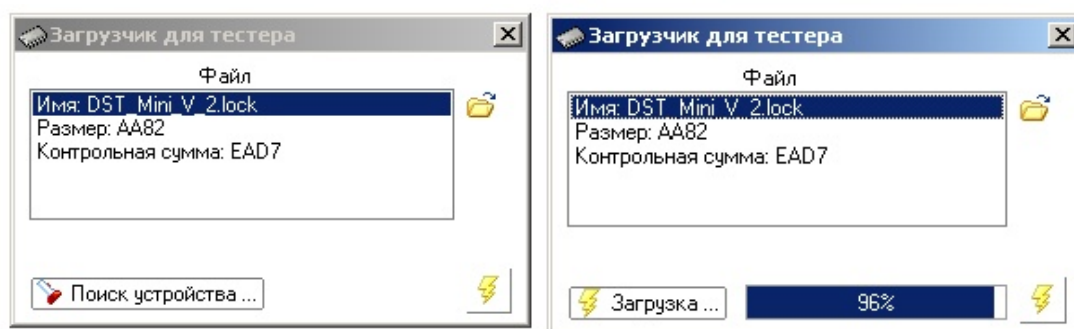 Загрузчик для тестера
Файл
Имя: DST_Mini_V_2.lock
Размер: AA82
Контрольная сумма: EAD7
Поиск устройства ...
Загрузчик для тестера
Файл
Имя: DST_Mini_V_2.lock
Размер: AA82
Контрольная сумма: EAD7
Загрузка ...
96%